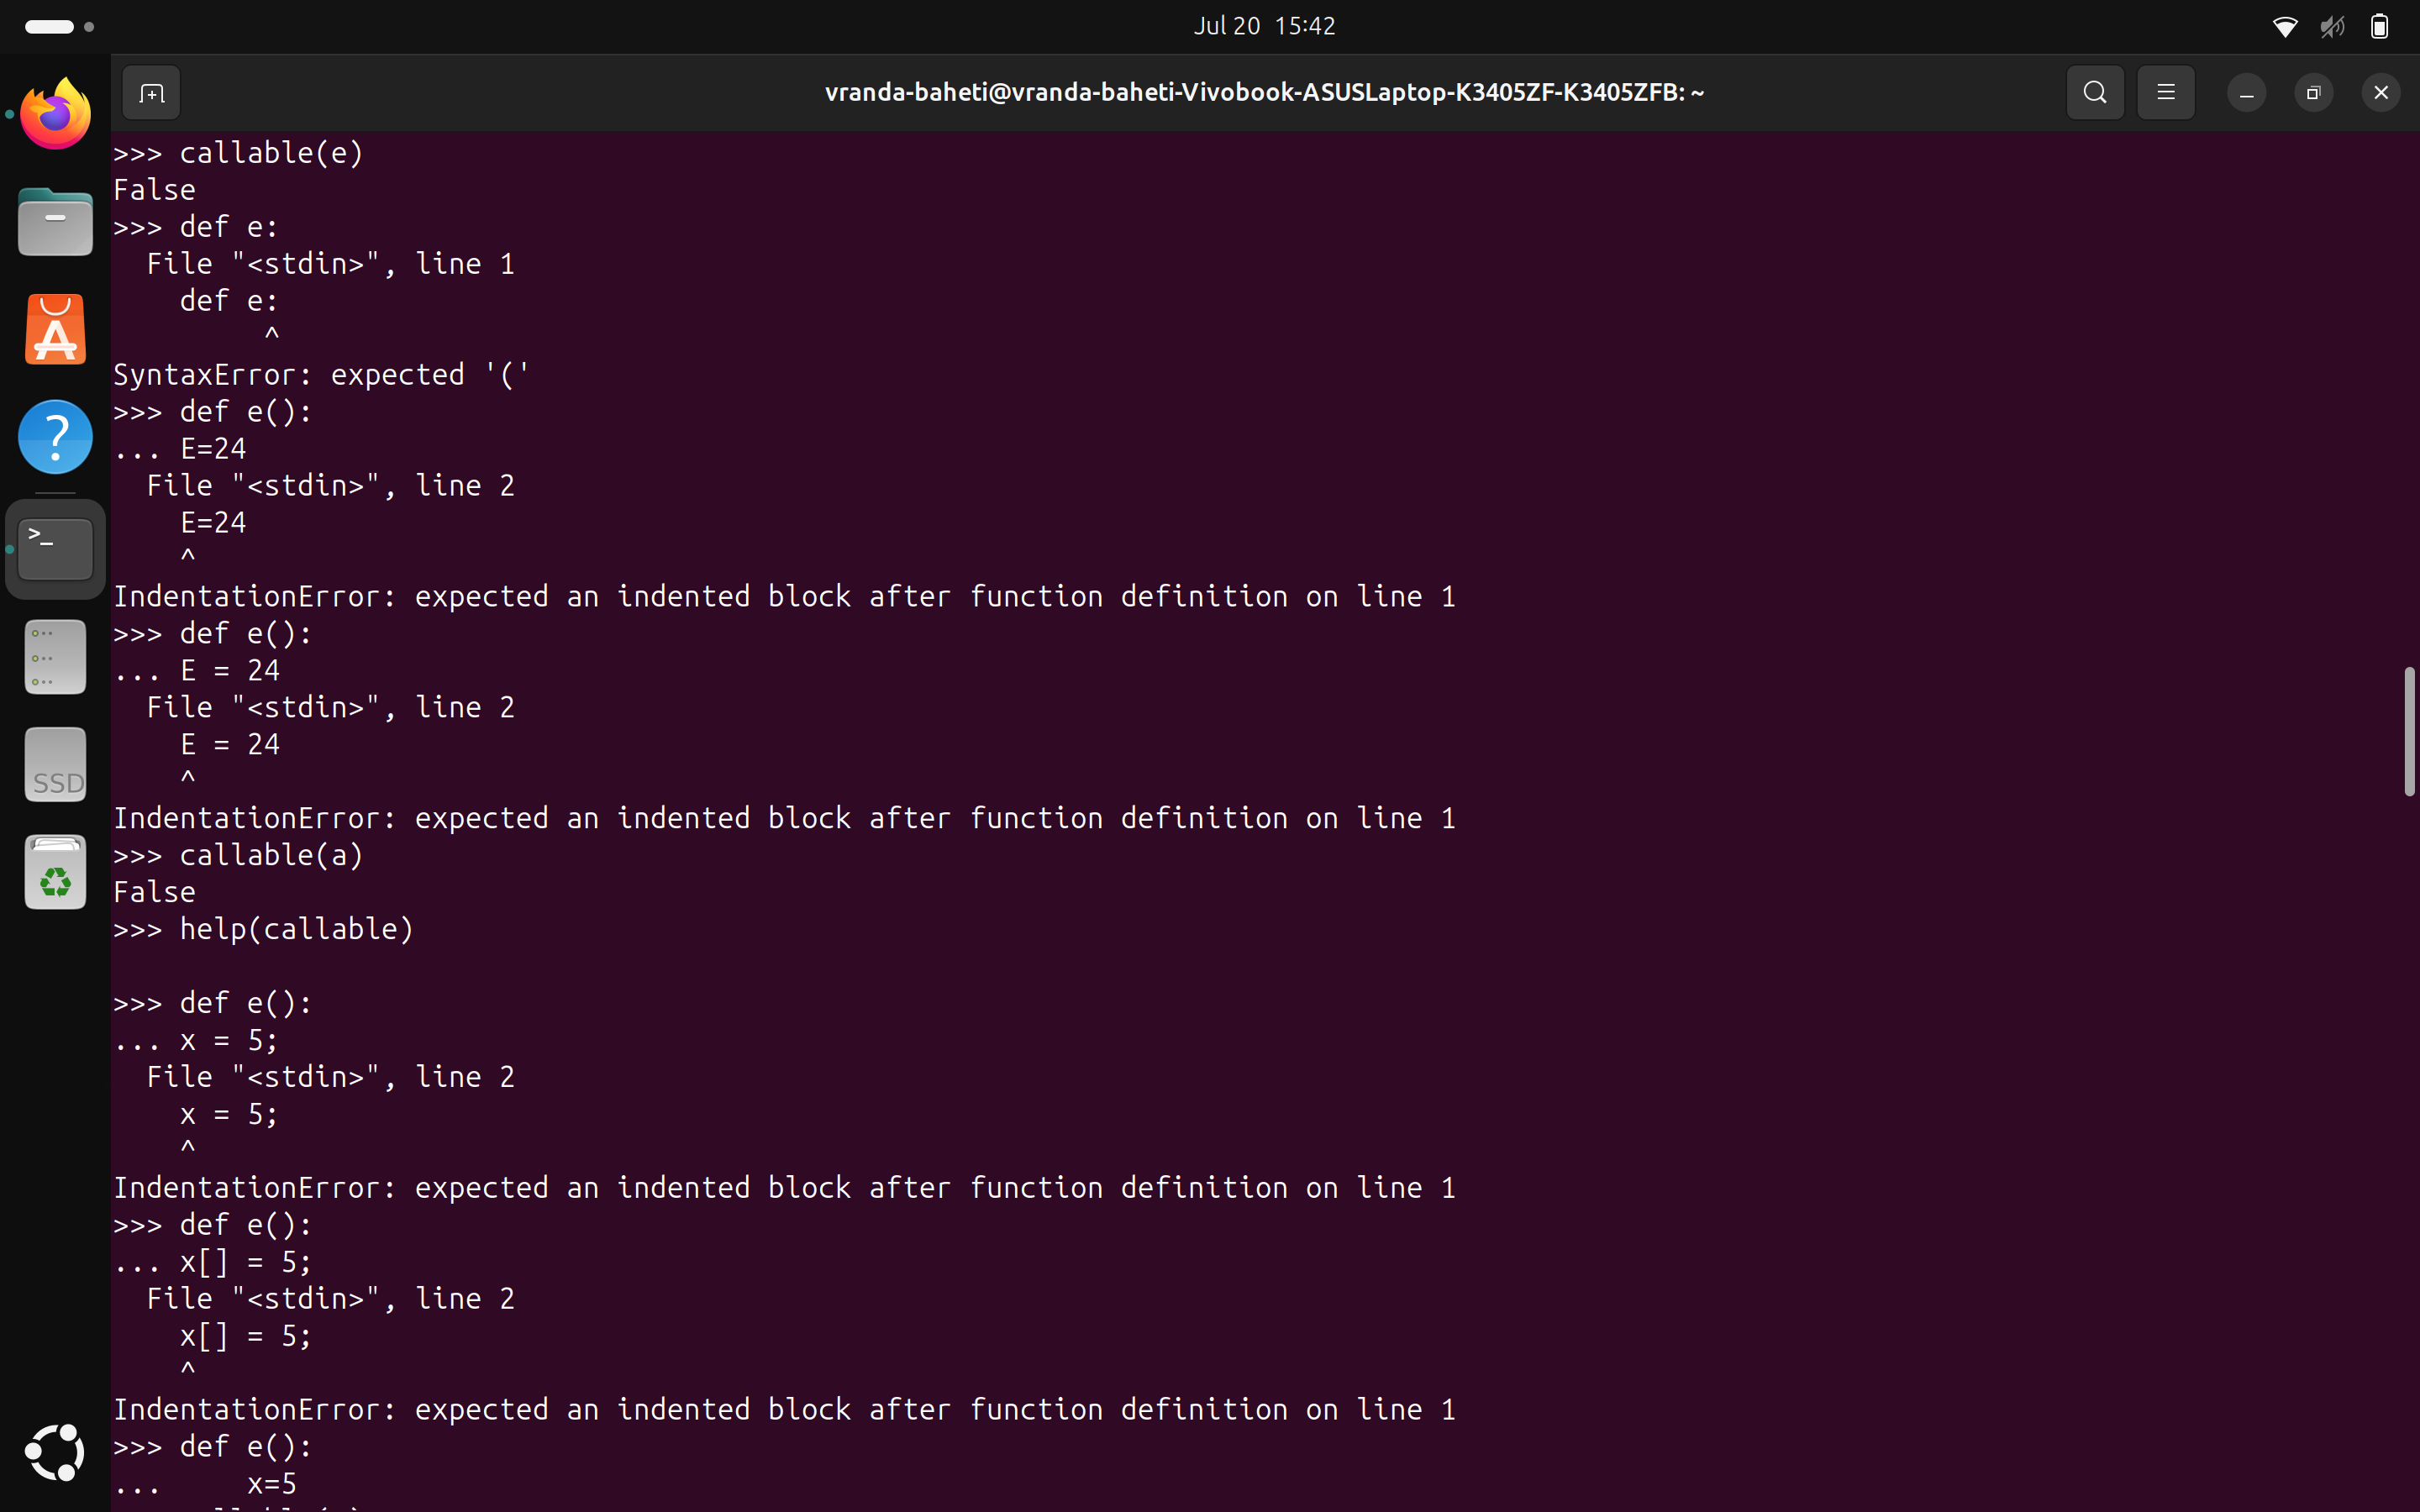 Jul 20 15:42
vranda-baheti@vranda-baheti-Vivobook-ASUSLaptop-K3405ZF-K3405ZFB: ~
>>> callable(e)
False
>>> def e:
  File "<stdin>", line 1
    def e:
         ^
SyntaxError: expected '('
>>> def e():
... E=24
  File "<stdin>", line 2
    E=24
    ^
IndentationError: expected an indented block after function definition on line 1
>>> def e():
... E = 24
  File "<stdin>", line 2
    E = 24
    ^
IndentationError: expected an indented block after function definition on line 1
>>> callable(a)
False
>>> help(callable)

>>> def e():
... x = 5;
  File "<stdin>", line 2
    x = 5;
    ^
IndentationError: expected an indented block after function definition on line 1
>>> def e():
... x[] = 5;
  File "<stdin>", line 2
    x[] = 5;
    ^
IndentationError: expected an indented block after function definition on line 1
>>> def e():
...     x=5
A
?
>_
SSD